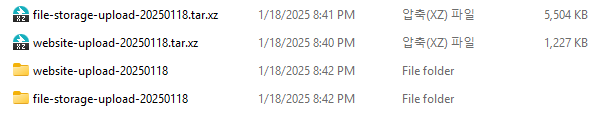 file-storage-upload-20250118.tar.xz 1/18/2025 8:41 PM 압축(XZ) 파일 5,504 KB
website-upload-20250118.tar.xz 1/18/2025 8:40 PM 압축(XZ) 파일 1,227 KB
website-upload-20250118 1/18/2025 8:42 PM File folder
file-storage-upload-20250118 1/18/2025 8:42 PM File folder